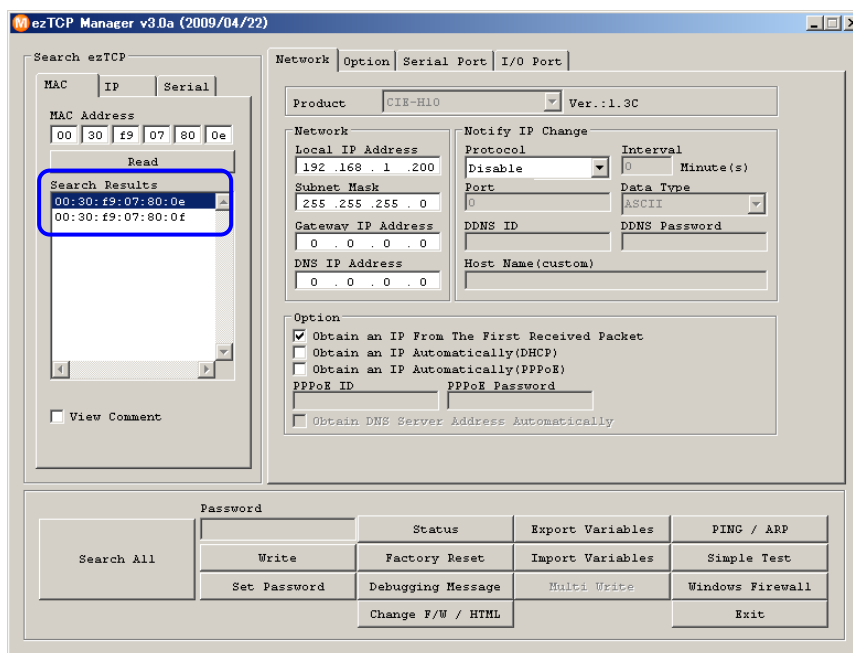 ezTCP Manager v3.0a (2009/04/22)
Search ezTCP
MAC IP Serial
MAC Address
00 30 f9 07 80 0e
Read
Search Results
00:30:f9:07:80:0e
00:30:f9:07:80:0f
View Comment
Network Option Serial Port I/O Port
Product CIE-H10 Ver.:1.3C
Network
Local IP Address
192 .168 . 1 .200
Subnet Mask
255 .255 .255 . 0
Gateway IP Address
0 . 0 . 0 . 0
DNS IP Address
0 . 0 . 0 . 0
Notify IP Change
Protocol Interval
Disable 0 Minute(s)
Port Data Type
0 ASCII
DDNS ID DDNS Password
Host Name(custom)
Option
Obtain an IP From The First Received Packet
Obtain an IP Automatically(DHCP)
Obtain an IP Automatically(PPPoE)
PPPoE ID PPPoE Password
Obtain DNS Server Address Automatically
Password
Search All
Status Export Variables PING / ARP
Write Factory Reset Import Variables Simple Test
Set Password Debugging Message Multi Write Windows Firewall
Change F/W / HTML Exit